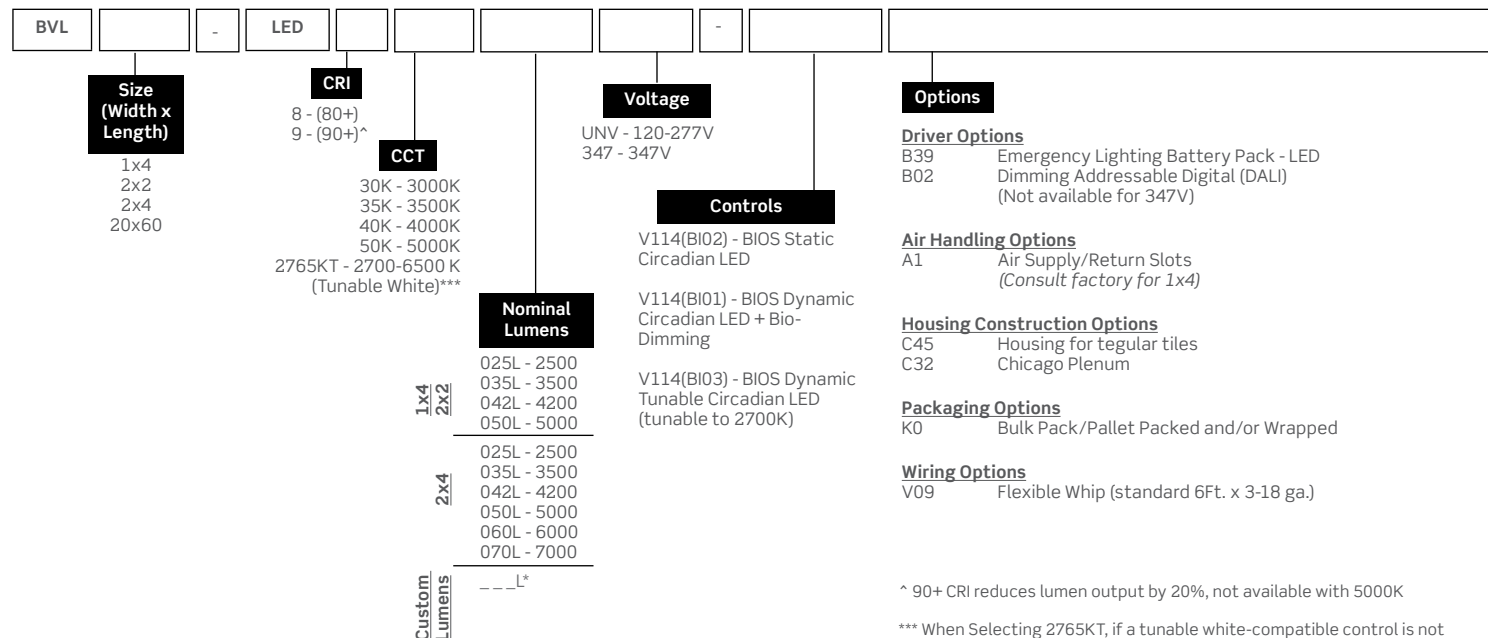 BVL - LED -
Size
(Width x
Length)
1x4
2x2
2x4
20x60
CRI
8 - (80+)
9 - (90+)^
CCT
30K - 3000K
35K - 3500K
40K - 4000K
50K - 5000K
2765KT - 2700-6500 K
(Tunable White)***
Nominal
Lumens
1x4
2x2
025L - 2500
035L - 3500
042L - 4200
050L - 5000
2x4
025L - 2500
035L - 3500
042L - 4200
050L - 5000
060L - 6000
070L - 7000
Custom
Lumens
_ _ _L*
Voltage
UNV - 120-277V
347 - 347V
Controls
V114(BI02) - BIOS Static
Circadian LED
V114(BI01) - BIOS Dynamic
Circadian LED + Bio-
Dimming
V114(BI03) - BIOS Dynamic
Tunable Circadian LED
(tunable to 2700K)
Options
Driver Options
B39 Emergency Lighting Battery Pack - LED
B02 Dimming Addressable Digital (DALI)
(Not available for 347V)
Air Handling Options
A1 Air Supply/Return Slots
(Consult factory for 1x4)
Housing Construction Options
C45 Housing for tegular tiles
C32 Chicago Plenum
Packaging Options
K0 Bulk Pack/Pallet Packed and/or Wrapped
Wiring Options
V09 Flexible Whip (standard 6Ft. x 3-18 ga.)
^ 90+ CRI reduces lumen output by 20%, not available with 5000K
*** When Selecting 2765KT, if a tunable white-compatible control is not